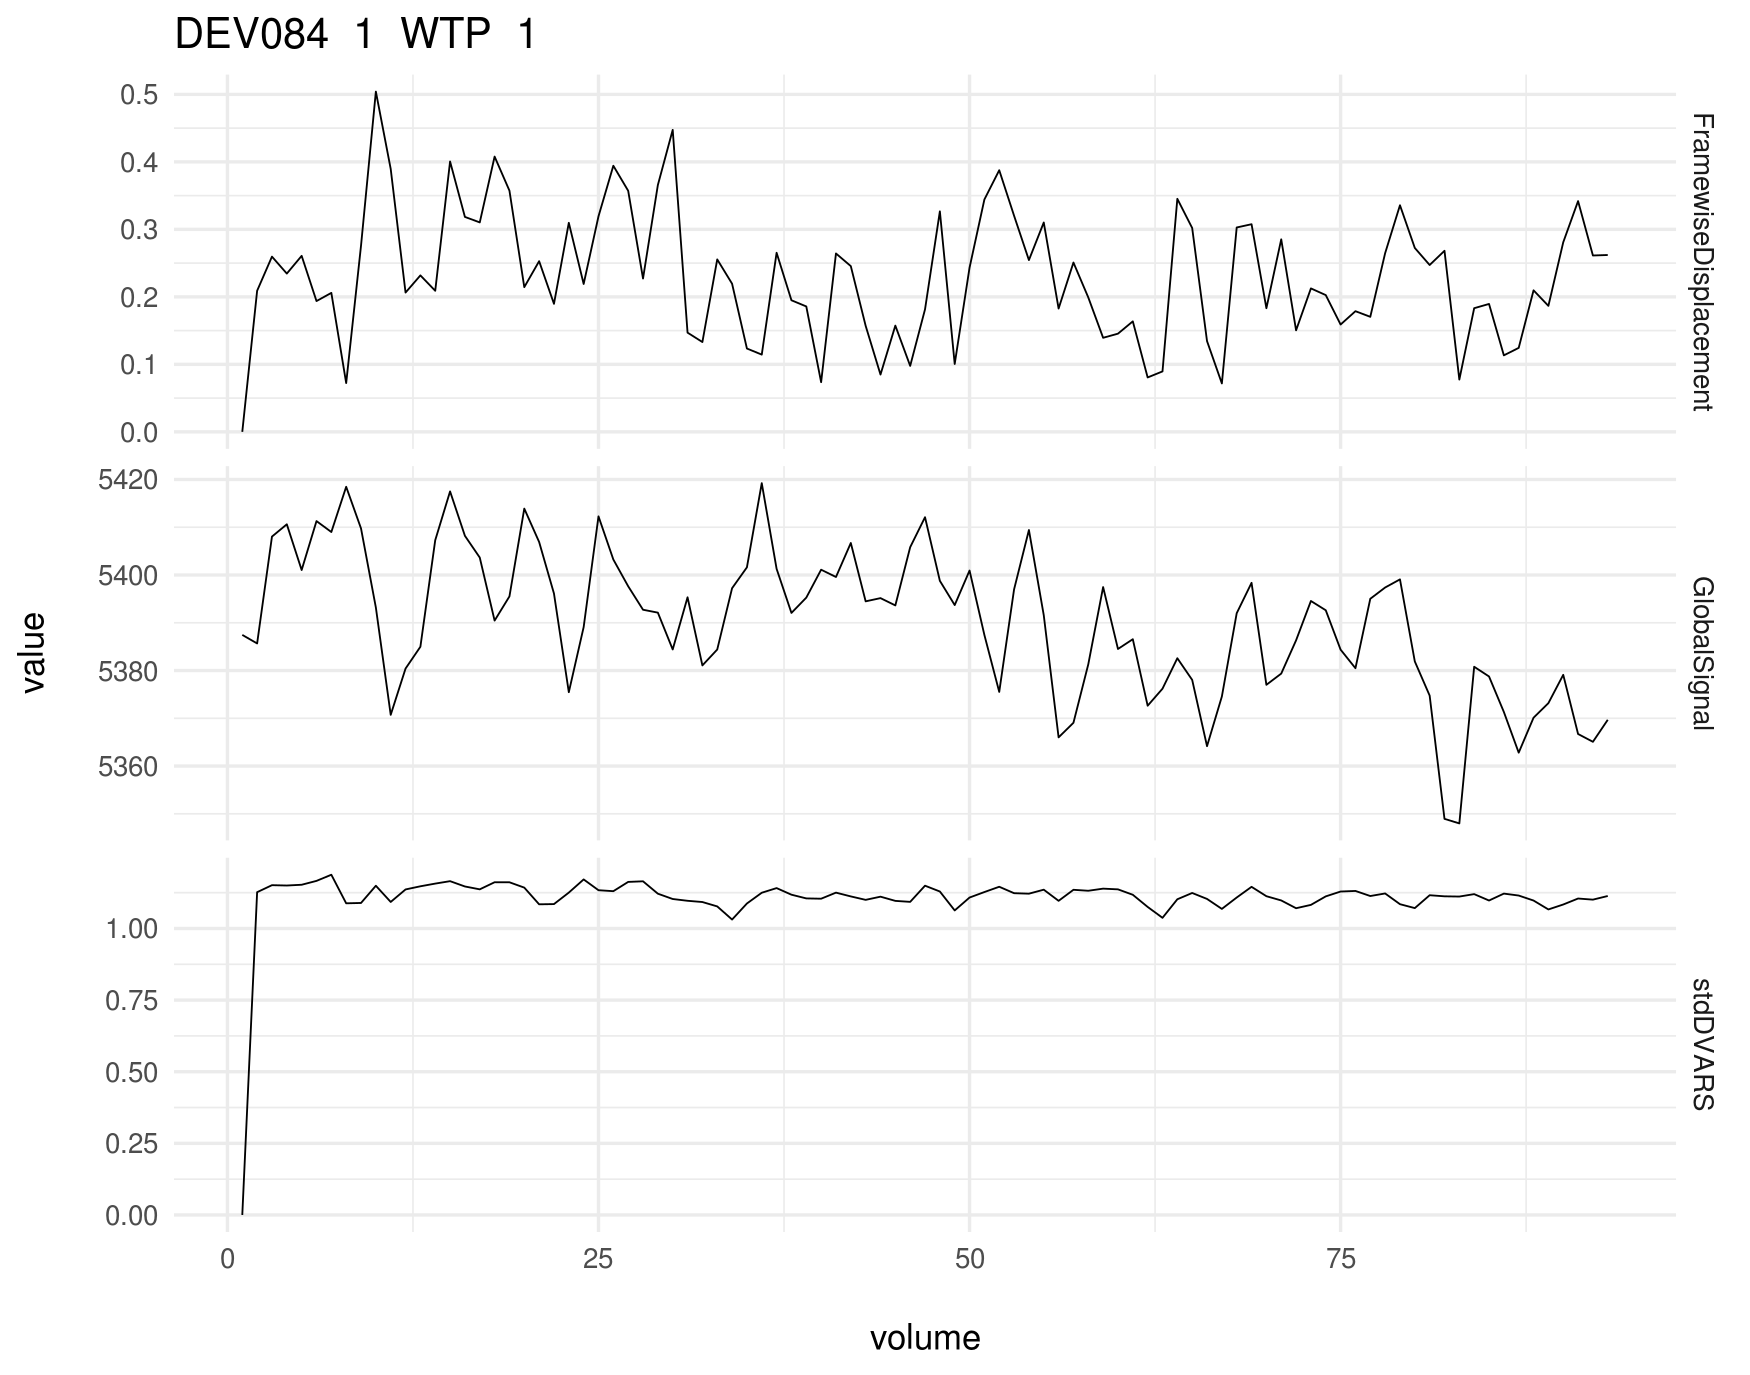 DEV084 1 WTP 1
0.5
0.4
0.3
0.2
0.1
0.0
FramewiseDisplacement
5420
5400
5380
5360
GlobalSignal
value
1.00
0.75
0.50
0.25
0.00
stdDVARS
0 25 50 75
volume